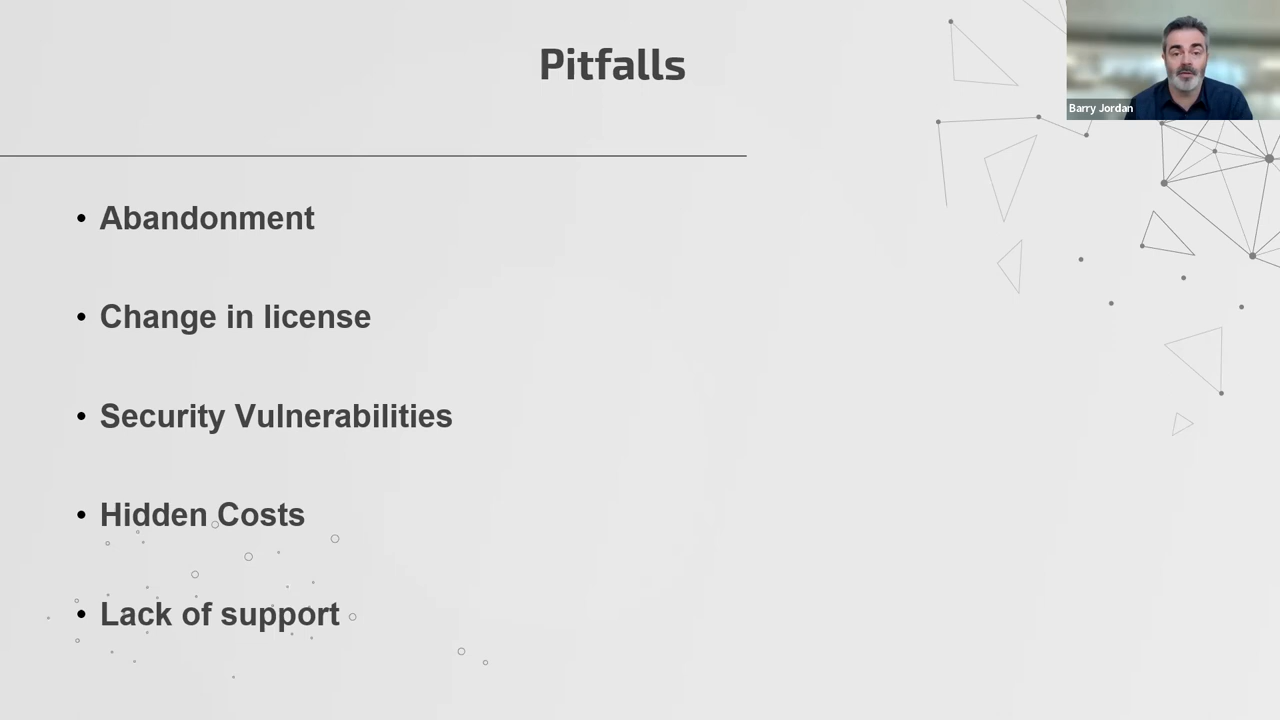 Pitfalls
Barry Jordan
• Abandonment
• Change in license
• Security Vulnerabilities
• Hidden Costs
• Lack of support